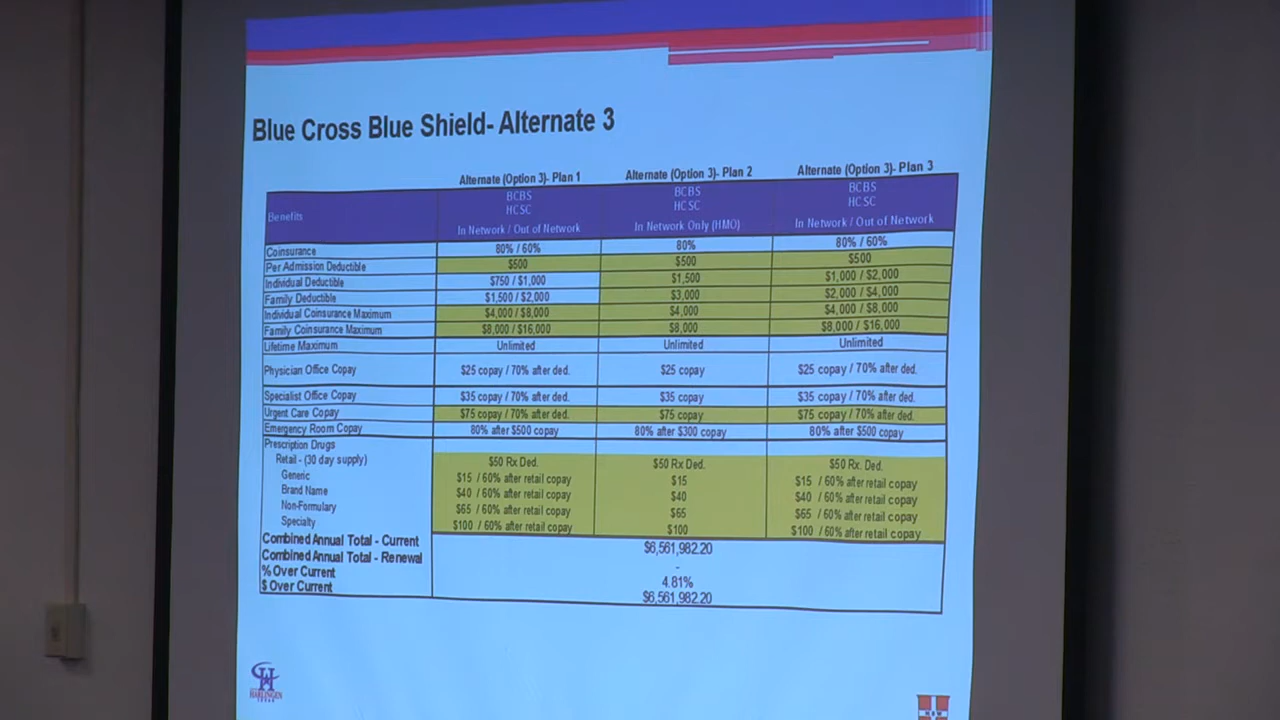 Blue Cross Blue Shield- Alternate 3
Alternate (Option 3)- Plan 1 Alternate (Option 3)- Plan 2 Alternate (Option 3)- Plan 3
Benefits BCBS HCSC In Network / Out of Network BCBS HCSC In Network Only (HMO) BCBS HCSC In Network / Out of Network
Coinsurance 80% / 60% 80% 80% / 60%
Per Admission Deductible $500 $500 $500
Individual Deductible $750 / $1,000 $1,500 $1,000 / $2,000
Family Deductible $1,500 / $2,000 $3,000 $2,000 / $4,000
Individual Coinsurance Maximum $4,000 / $8,000 $4,000 $4,000 / $8,000
Family Coinsurance Maximum $8,000 / $16,000 $8,000 $8,000 / $16,000
Lifetime Maximum Unlimited Unlimited Unlimited
Physician Office Copay $25 copay / 70% after ded. $25 copay $25 copay / 70% after ded.
Specialist Office Copay $35 copay / 70% after ded. $35 copay $35 copay / 70% after ded.
Urgent Care Copay $75 copay / 70% after ded. $75 copay $75 copay / 70% after ded.
Emergency Room Copay 80% after $500 copay 80% after $300 copay 80% after $500 copay
Prescription Drugs
Retail - (30 day supply) $50 Rx Ded. $50 Rx Ded. $50 Rx. Ded.
Generic $15 / 60% after retail copay $15 $15 / 60% after retail copay
Brand Name $40 / 60% after retail copay $40 $40 / 60% after retail copay
Non-Formulary $65 / 60% after retail copay $65 $65 / 60% after retail copay
Specialty $100 / 60% after retail copay $100 $100 / 60% after retail copay
Combined Annual Total - Current $6,561,982.20
Combined Annual Total - Renewal -
% Over Current 4.81%
$ Over Current $6,561,982.20
HARLINGEN
TEXAS